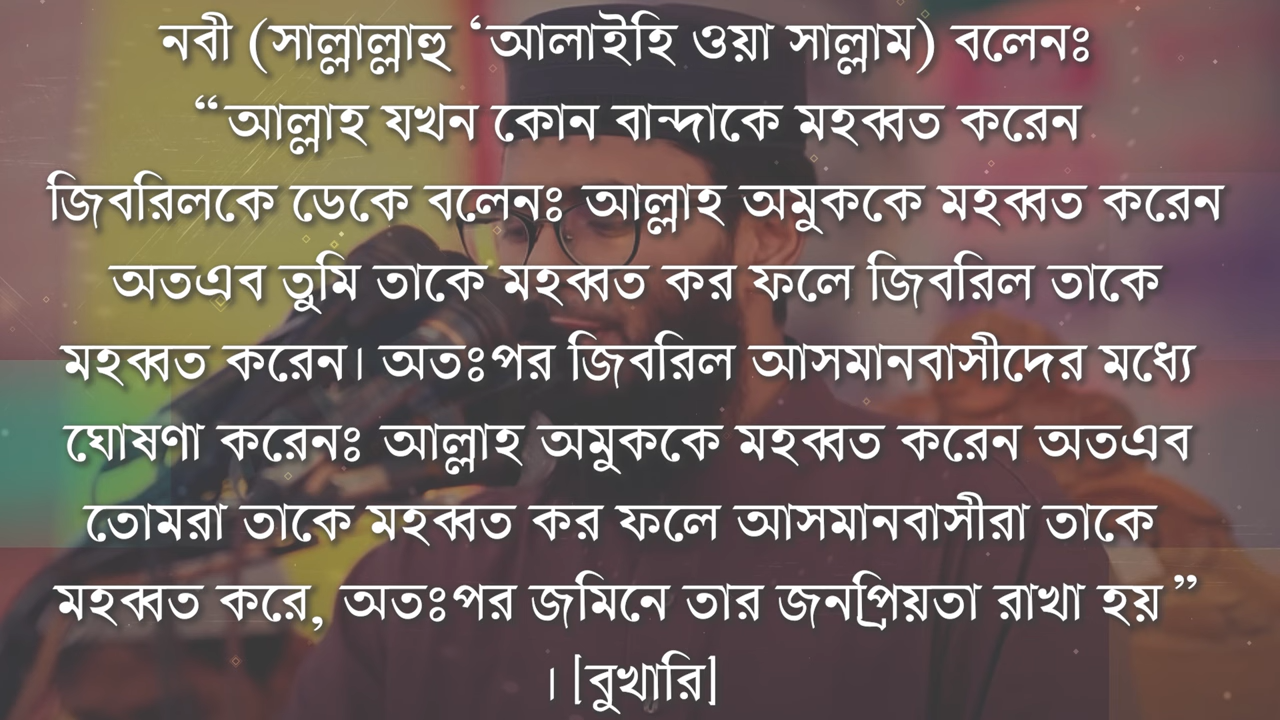 নবী (সাল্লাল্লাহু ‘আলাইহি ওয়া সাল্লাম) বলেনঃ
“আল্লাহ যখন কোন বান্দাকে মহব্বত করেন
জিবরিলকে ডেকে বলেনঃ আল্লাহ অমুককে মহব্বত করেন
অতএব তুমি তাকে মহব্বত কর ফলে জিবরিল তাকে
মহব্বত করেন। অতঃপর জিবরিল আসমানবাসীদের মধ্যে
ঘোষণা করেনঃ আল্লাহ অমুককে মহব্বত করেন অতএব
তোমরা তাকে মহব্বত কর ফলে আসমানবাসীরা তাকে
মহব্বত করে, অতঃপর জমিনে তার জনপ্রিয়তা রাখা হয়”
। [বুখারি]